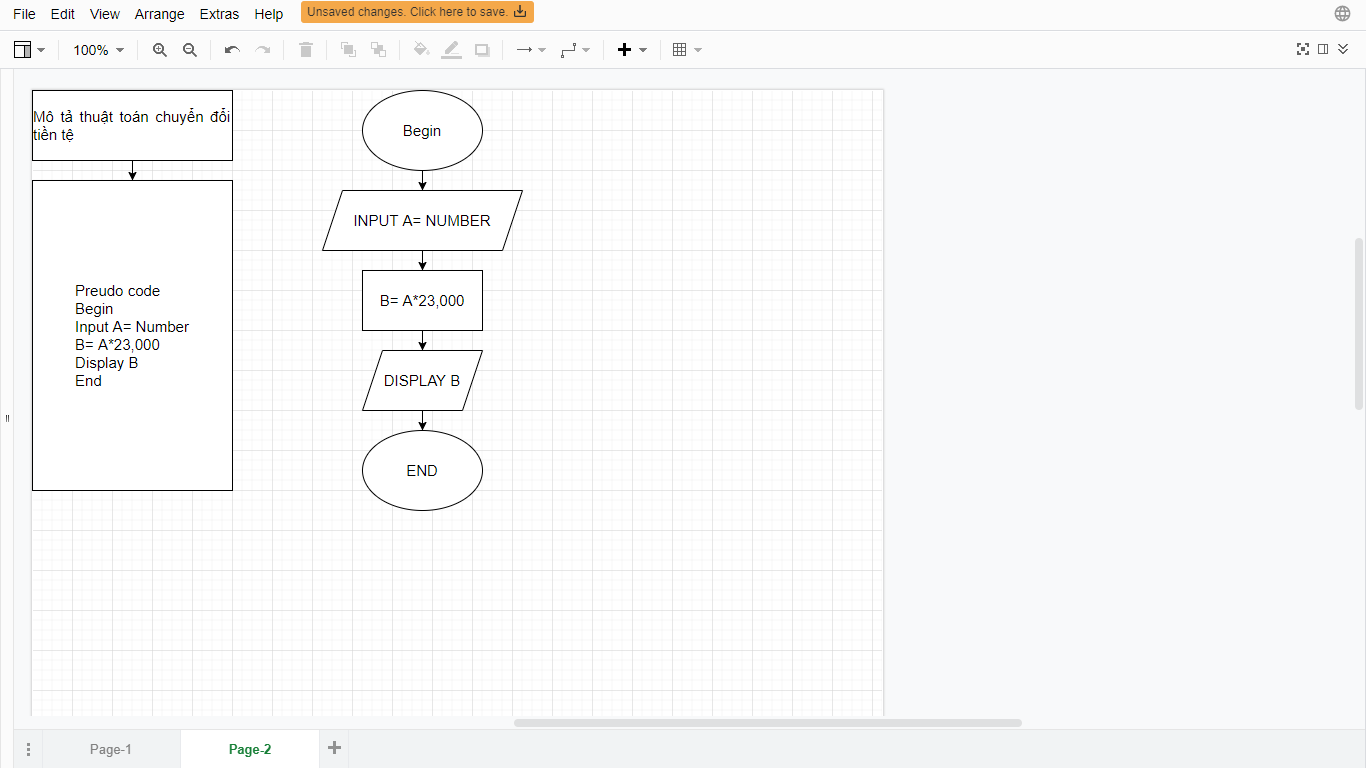 File Edit View Arrange Extras Help Unsaved changes. Click here to save.
100%
Mô tả thuật toán chuyển đổi
tiền tệ
Preudo code
Begin
Input A= Number
B= A*23,000
Display B
End
Begin
INPUT A= NUMBER
B= A*23,000
DISPLAY B
END
Page-1 Page-2